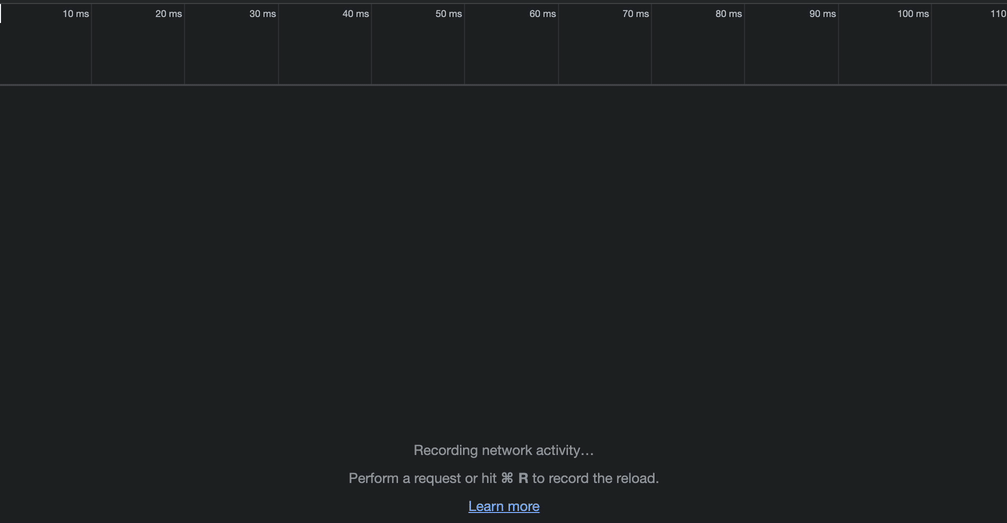 10 ms 20 ms 30 ms 40 ms 50 ms 60 ms 70 ms 80 ms 90 ms 100 ms 110
Recording network activity…
Perform a request or hit ⌘ R to record the reload.
Learn more